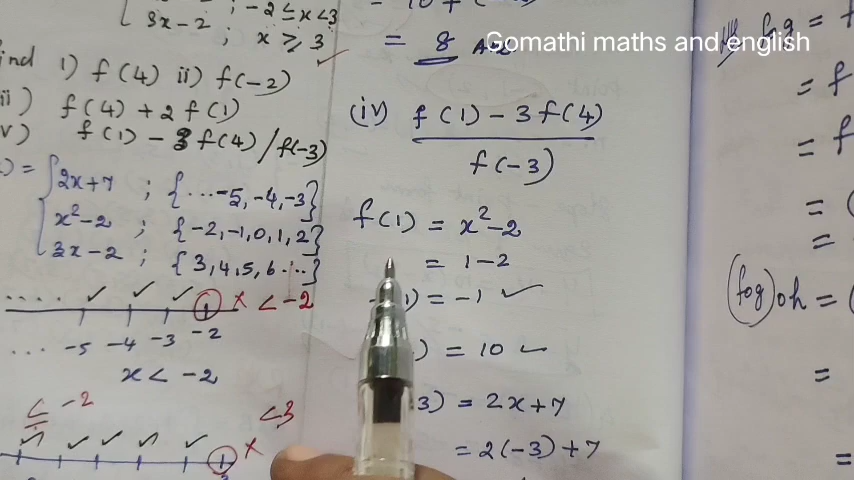 3x-2 ; -2≤x<3
; x≥3
ind i) f(4) ii) f(-2)
ii) f(4)+2f(1)
v) f(1)-3f(4)/f(-3)
)= {2x+7 ; {...-5,-4,-3}
x²-2 ; {-2,-1,0,1,2}
3x-2 ; {3,4,5,6...}
.... ✓ ✓ ✓ × <-2
... -5 -4 -3 -2
x<-2
≤ -2 <3
✓ ✓ ✓ ✓ ×
= 8
Gomathi maths and english
(iv) f(1)-3f(4)
f(-3)
f(1) = x²-2
= 1-2
1) = -1 ✓
) = 10 ✓
3) = 2x+7
= 2(-3)+7
fog =
= f
= f
= (
=
(fog)oh = (
=
=